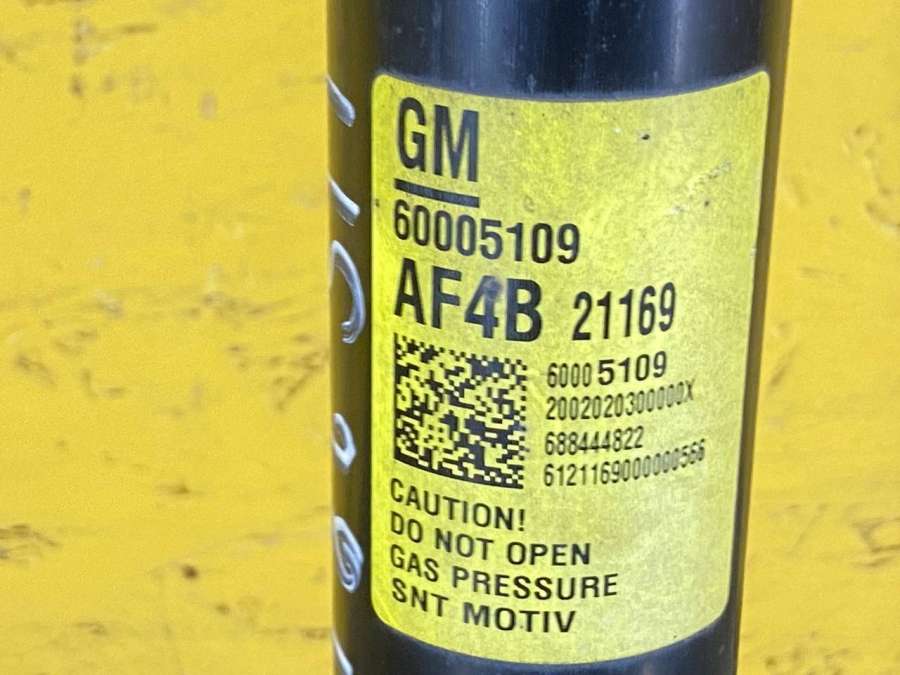 GM
60005109
AF4B 21169
60005109
2002020300000X
688444822
6121169000000566
CAUTION!
DO NOT OPEN
GAS PRESSURE
SNT MOTIV